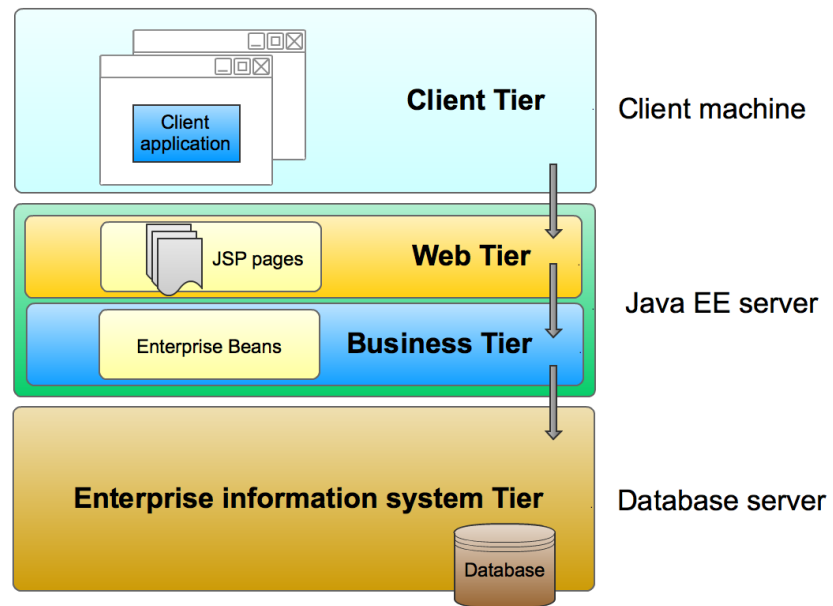 Client Tier
Client machine
Client
application
JSP pages
Web Tier
Java EE server
Enterprise Beans
Business Tier
Enterprise information system Tier
Database server
Database